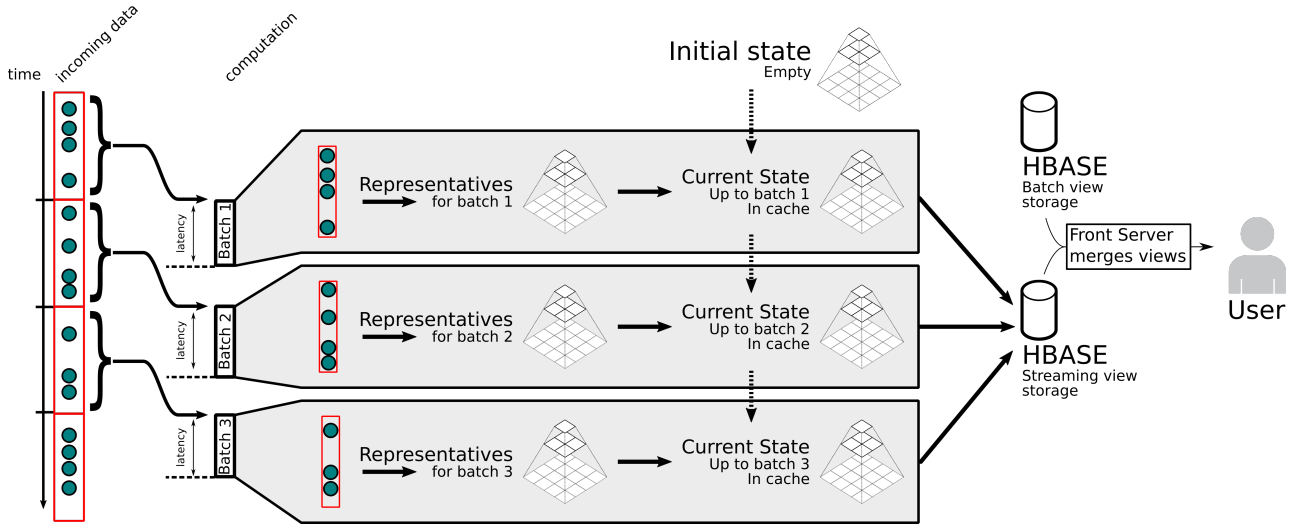 time
incoming data
computation
Initial state
Empty
Batch 1
latency
Representatives
for batch 1
Current State
Up to batch 1
In cache
Batch 2
latency
Representatives
for batch 2
Current State
Up to batch 2
In cache
Batch 3
latency
Representatives
for batch 3
Current State
Up to batch 3
In cache
HBASE
Batch view
storage
Front Server
merges views
HBASE
Streaming view
storage
User